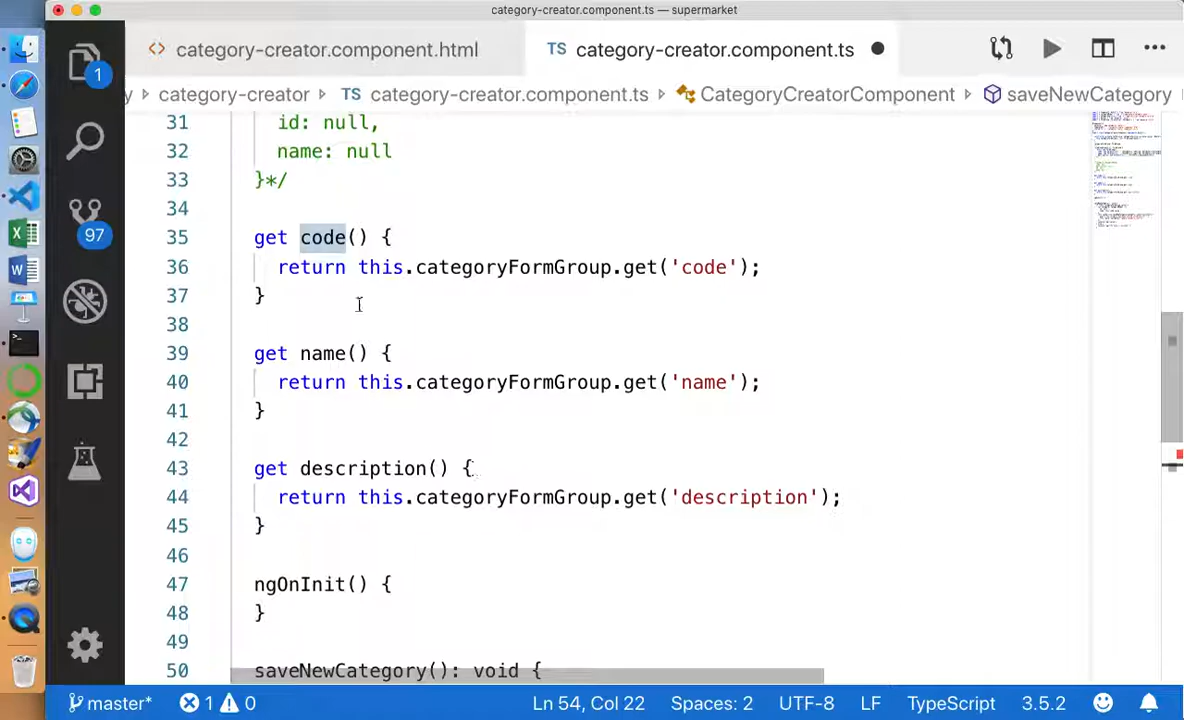 category-creator.component.ts — supermarket
<> category-creator.component.html
TS category-creator.component.ts
y category-creator TS category-creator.component.ts CategoryCreatorComponent saveNewCategory
1
97
31 id: null,
32 name: null
33 }*/
34
35 get code() {
36 return this.categoryFormGroup.get('code');
37 }
38
39 get name() {
40 return this.categoryFormGroup.get('name');
41 }
42
43 get description() {
44 return this.categoryFormGroup.get('description');
45 }
46
47 ngOnInit() {
48 }
49
50 saveNewCategory(): void {
master* 1 0 Ln 54, Col 22 Spaces: 2 UTF-8 LF TypeScript 3.5.2